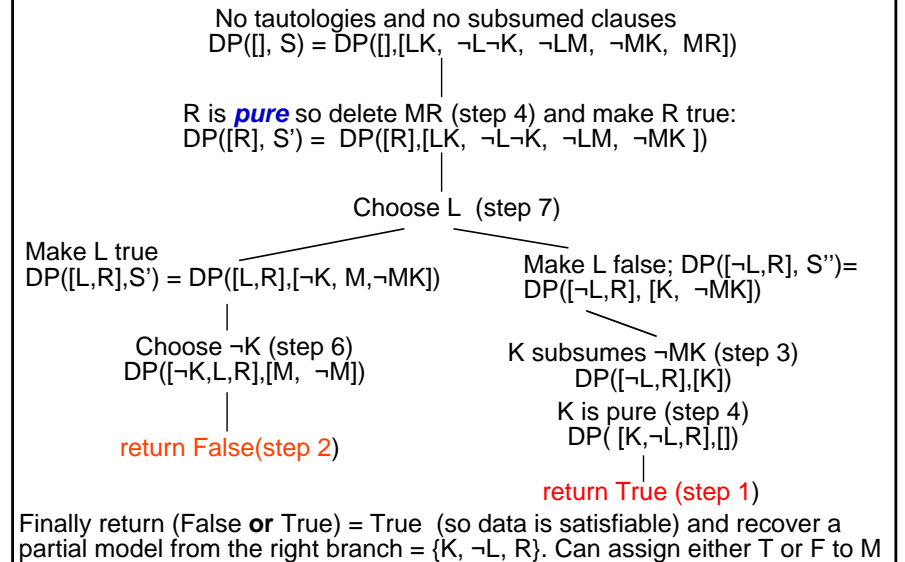 No tautologies and no subsumed clauses
DP([], S) = DP([],[LK, ¬L¬K, ¬LM, ¬MK, MR])
R is pure so delete MR (step 4) and make R true:
DP([R], S’) = DP([R],[LK, ¬L¬K, ¬LM, ¬MK ])
Choose L (step 7)
Make L true
DP([L,R],S’) = DP([L,R],[¬K, M,¬MK])
Choose ¬K (step 6)
DP([¬K,L,R],[M, ¬M])
return False(step 2)
Make L false; DP([¬L,R], S’’)=
DP([¬L,R], [K, ¬MK])
K subsumes ¬MK (step 3)
DP([¬L,R],[K])
K is pure (step 4)
DP( [K,¬L,R],[])
return True (step 1)
Finally return (False or True) = True (so data is satisfiable) and recover a
partial model from the right branch = {K, ¬L, R}. Can assign either T or F to M